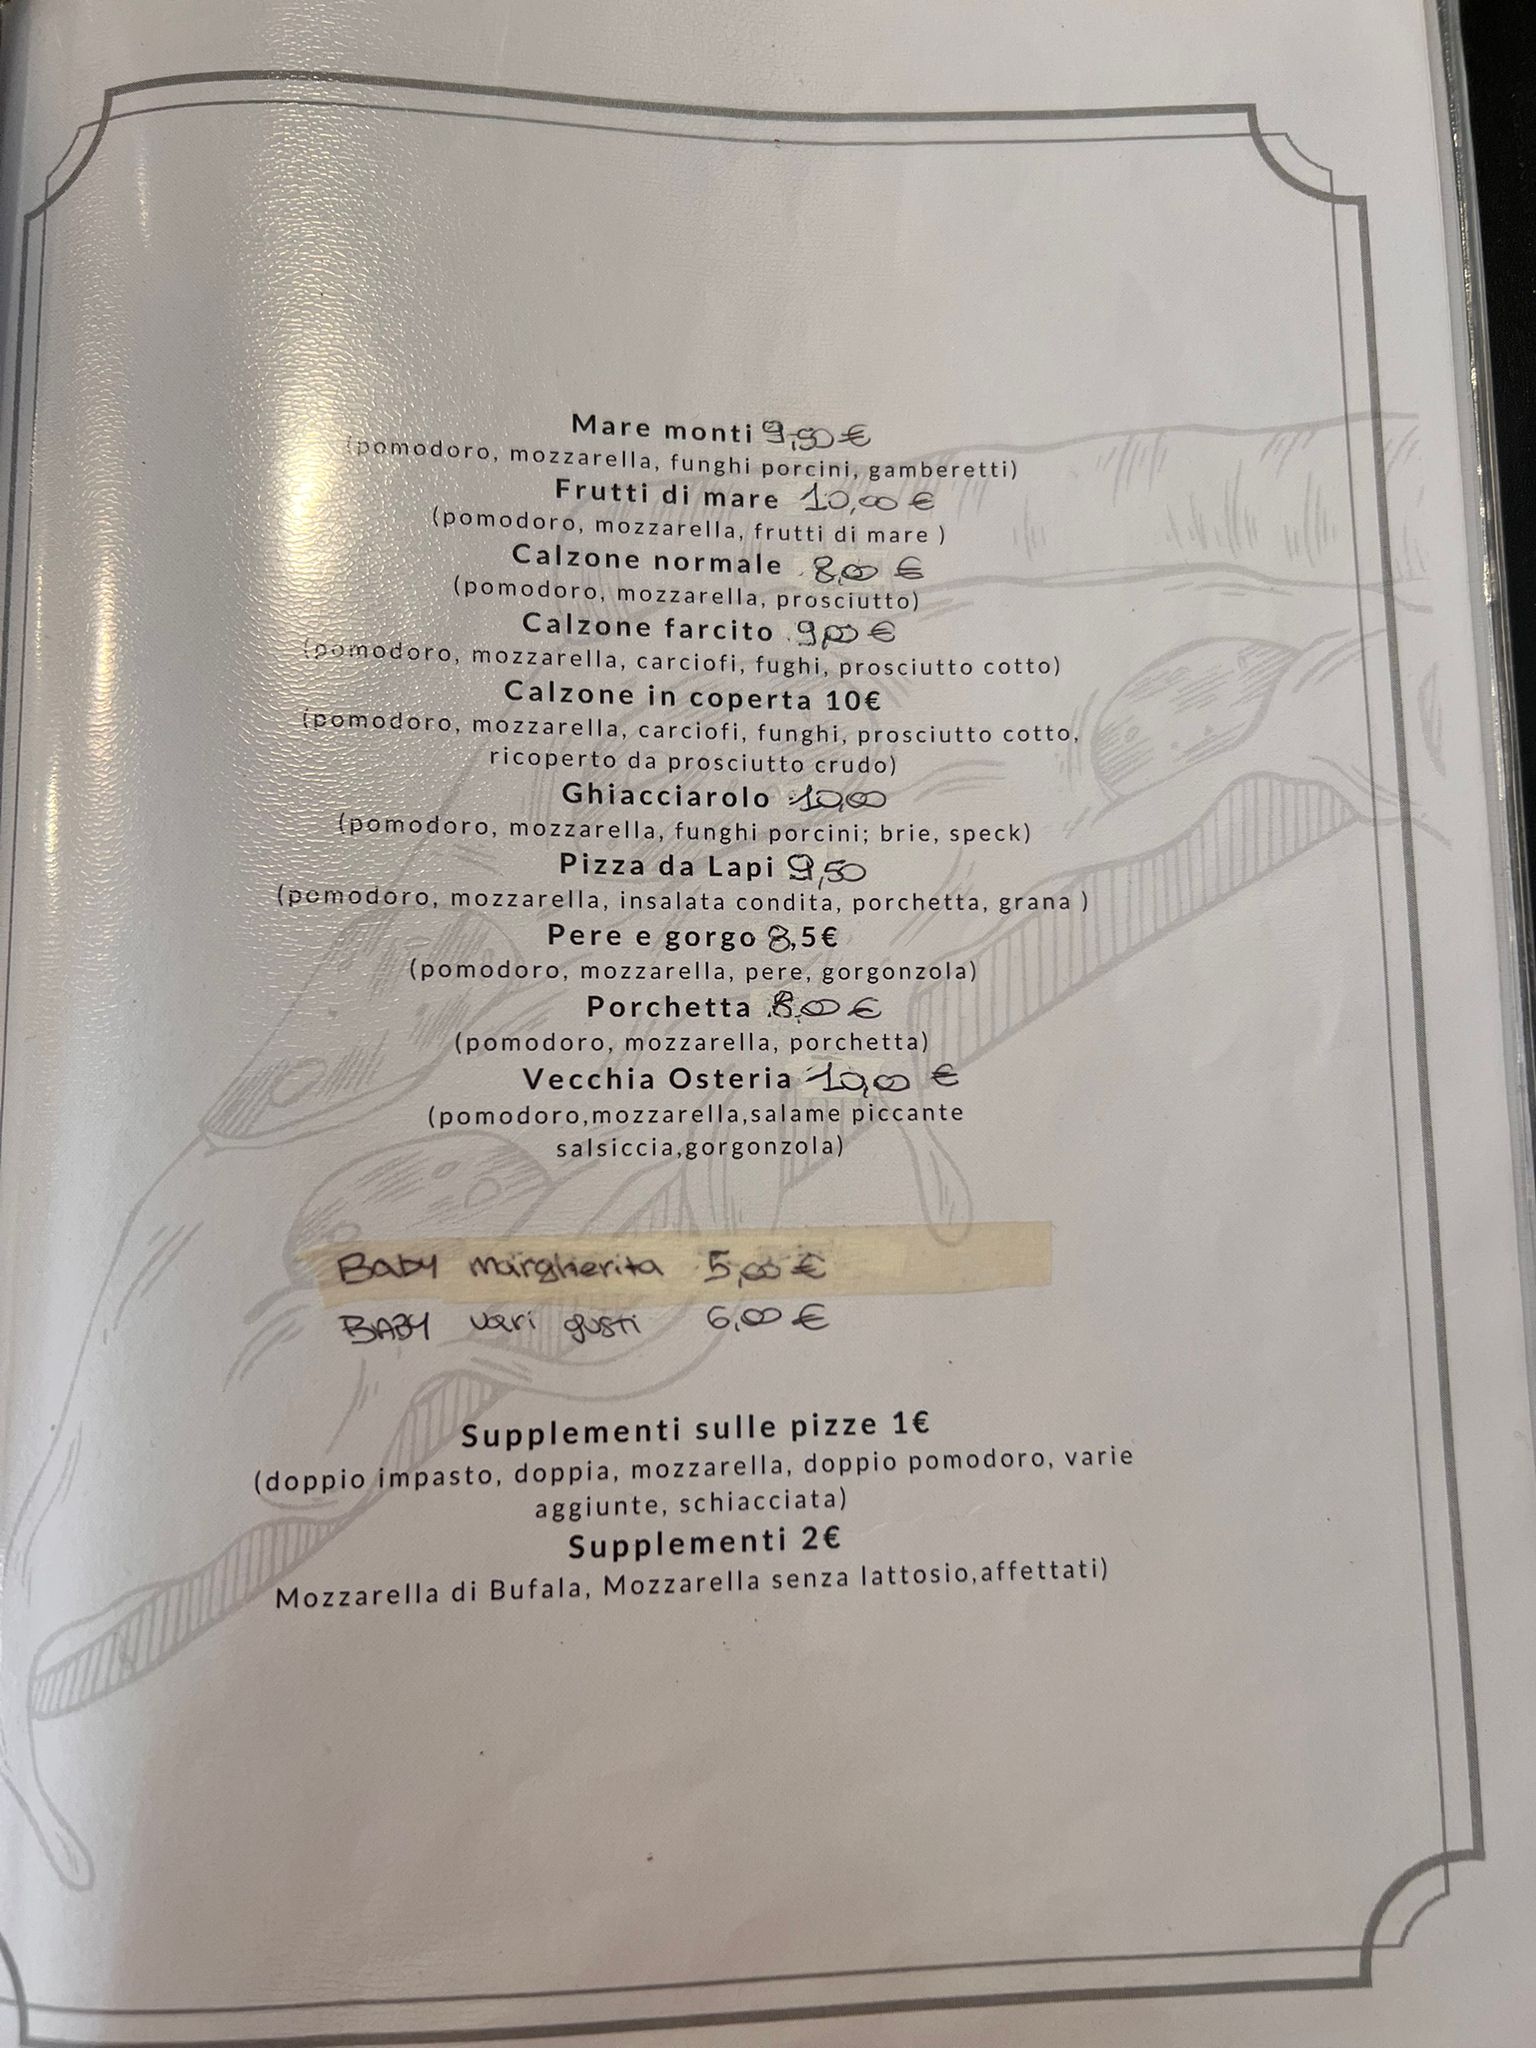 Mare monti 9,50 €
(pomodoro, mozzarella, funghi porcini, gamberetti)
Frutti di mare 10,00 €
(pomodoro, mozzarella, frutti di mare )
Calzone normale 8,00 €
(pomodoro, mozzarella, prosciutto)
Calzone farcito 9,00 €
(pomodoro, mozzarella, carciofi, fughi, prosciutto cotto)
Calzone in coperta 10€
(pomodoro, mozzarella, carciofi, funghi, prosciutto cotto,
ricoperto da prosciutto crudo)
Ghiacciarolo 10,00
(pomodoro, mozzarella, funghi porcini; brie, speck)
Pizza da Lapi 9,50
(pomodoro, mozzarella, insalata condita, porchetta, grana )
Pere e gorgo 8,5€
(pomodoro, mozzarella, pere, gorgonzola)
Porchetta 8,00 €
(pomodoro, mozzarella, porchetta)
Vecchia Osteria 10,00 €
(pomodoro,mozzarella,salame piccante
salsiccia,gorgonzola)
Baby margherita 5,00 €
BABY vari gusti 6,00 €
Supplementi sulle pizze 1€
(doppio impasto, doppia, mozzarella, doppio pomodoro, varie
aggiunte, schiacciata)
Supplementi 2€
Mozzarella di Bufala, Mozzarella senza lattosio,affettati)